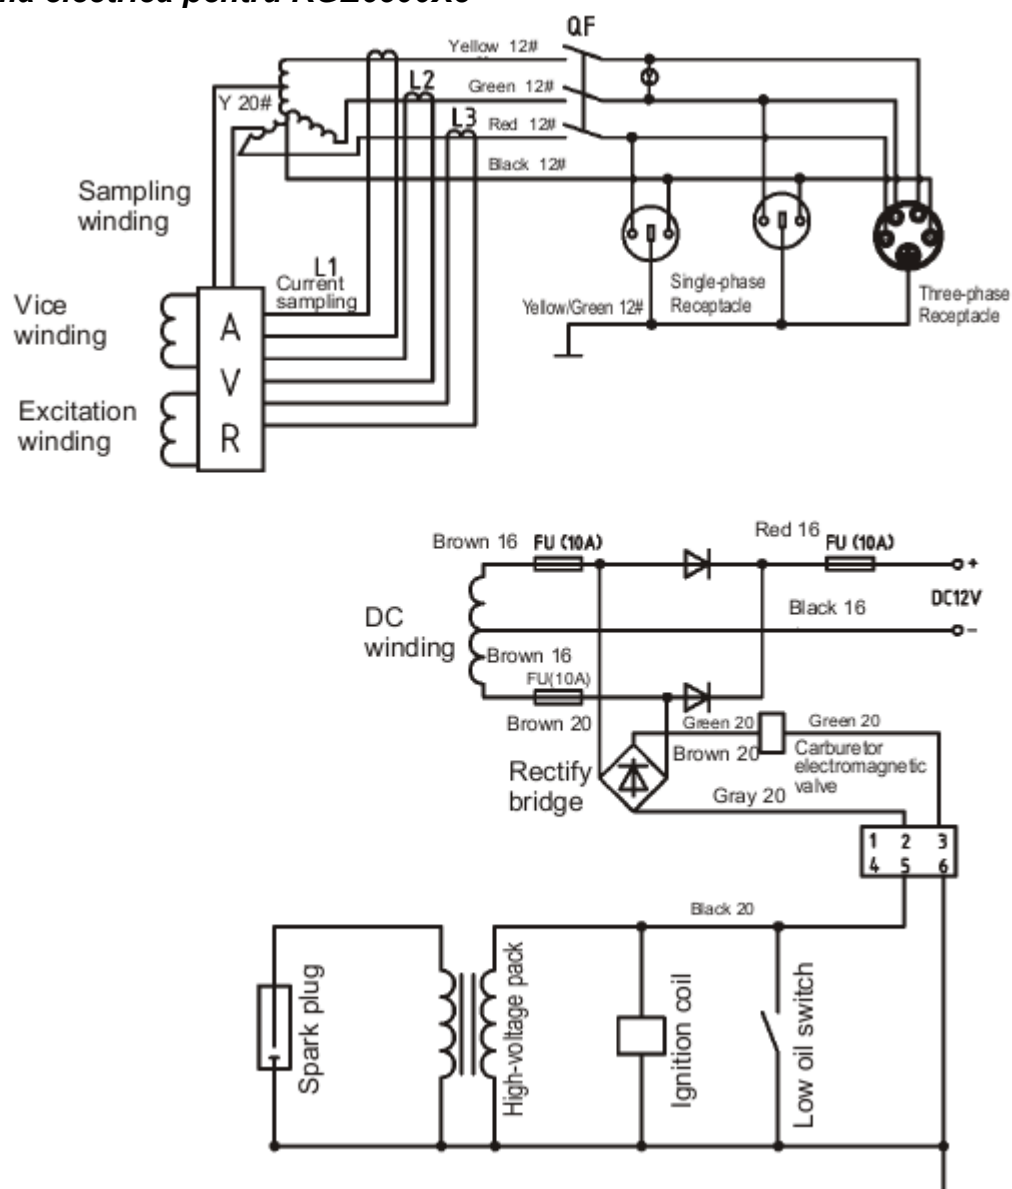 QF
Yellow 12#
L2
Green 12#
Y 20#
L3
Red 12#
Black 12#
Sampling
winding
L1
Current
sampling
Single-phase
Receptacle
Yellow/Green 12#
Three-phase
Receptacle
Vice
winding
A
V
R
Excitation
winding
Red 16
Brown 16
FU (10A)
FU (10A)
+
DC12V
Black 16
-
DC
winding
Brown 16
FU(10A)
Brown 20
Green 20
Green 20
Brown 20
Carburetor
electromagnetic
valve
Rectify
bridge
Gray 20
1 2 3
4 5 6
Black 20
Spark plug
High-voltage pack
Ignition coil
Low oil switch